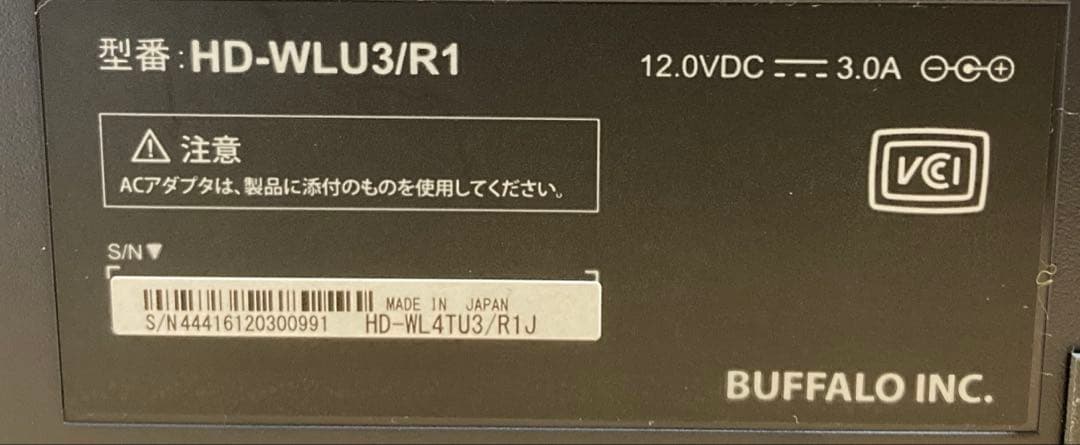 型番:HD-WLU3/R1
12.0VDC 3.0A
注意
ACアダプタは、製品に添付のものを使用してください。
VCCI
S/N▼
MADE IN JAPAN
S/N44416120300991 HD-WL4TU3/R1J
BUFFALO INC.